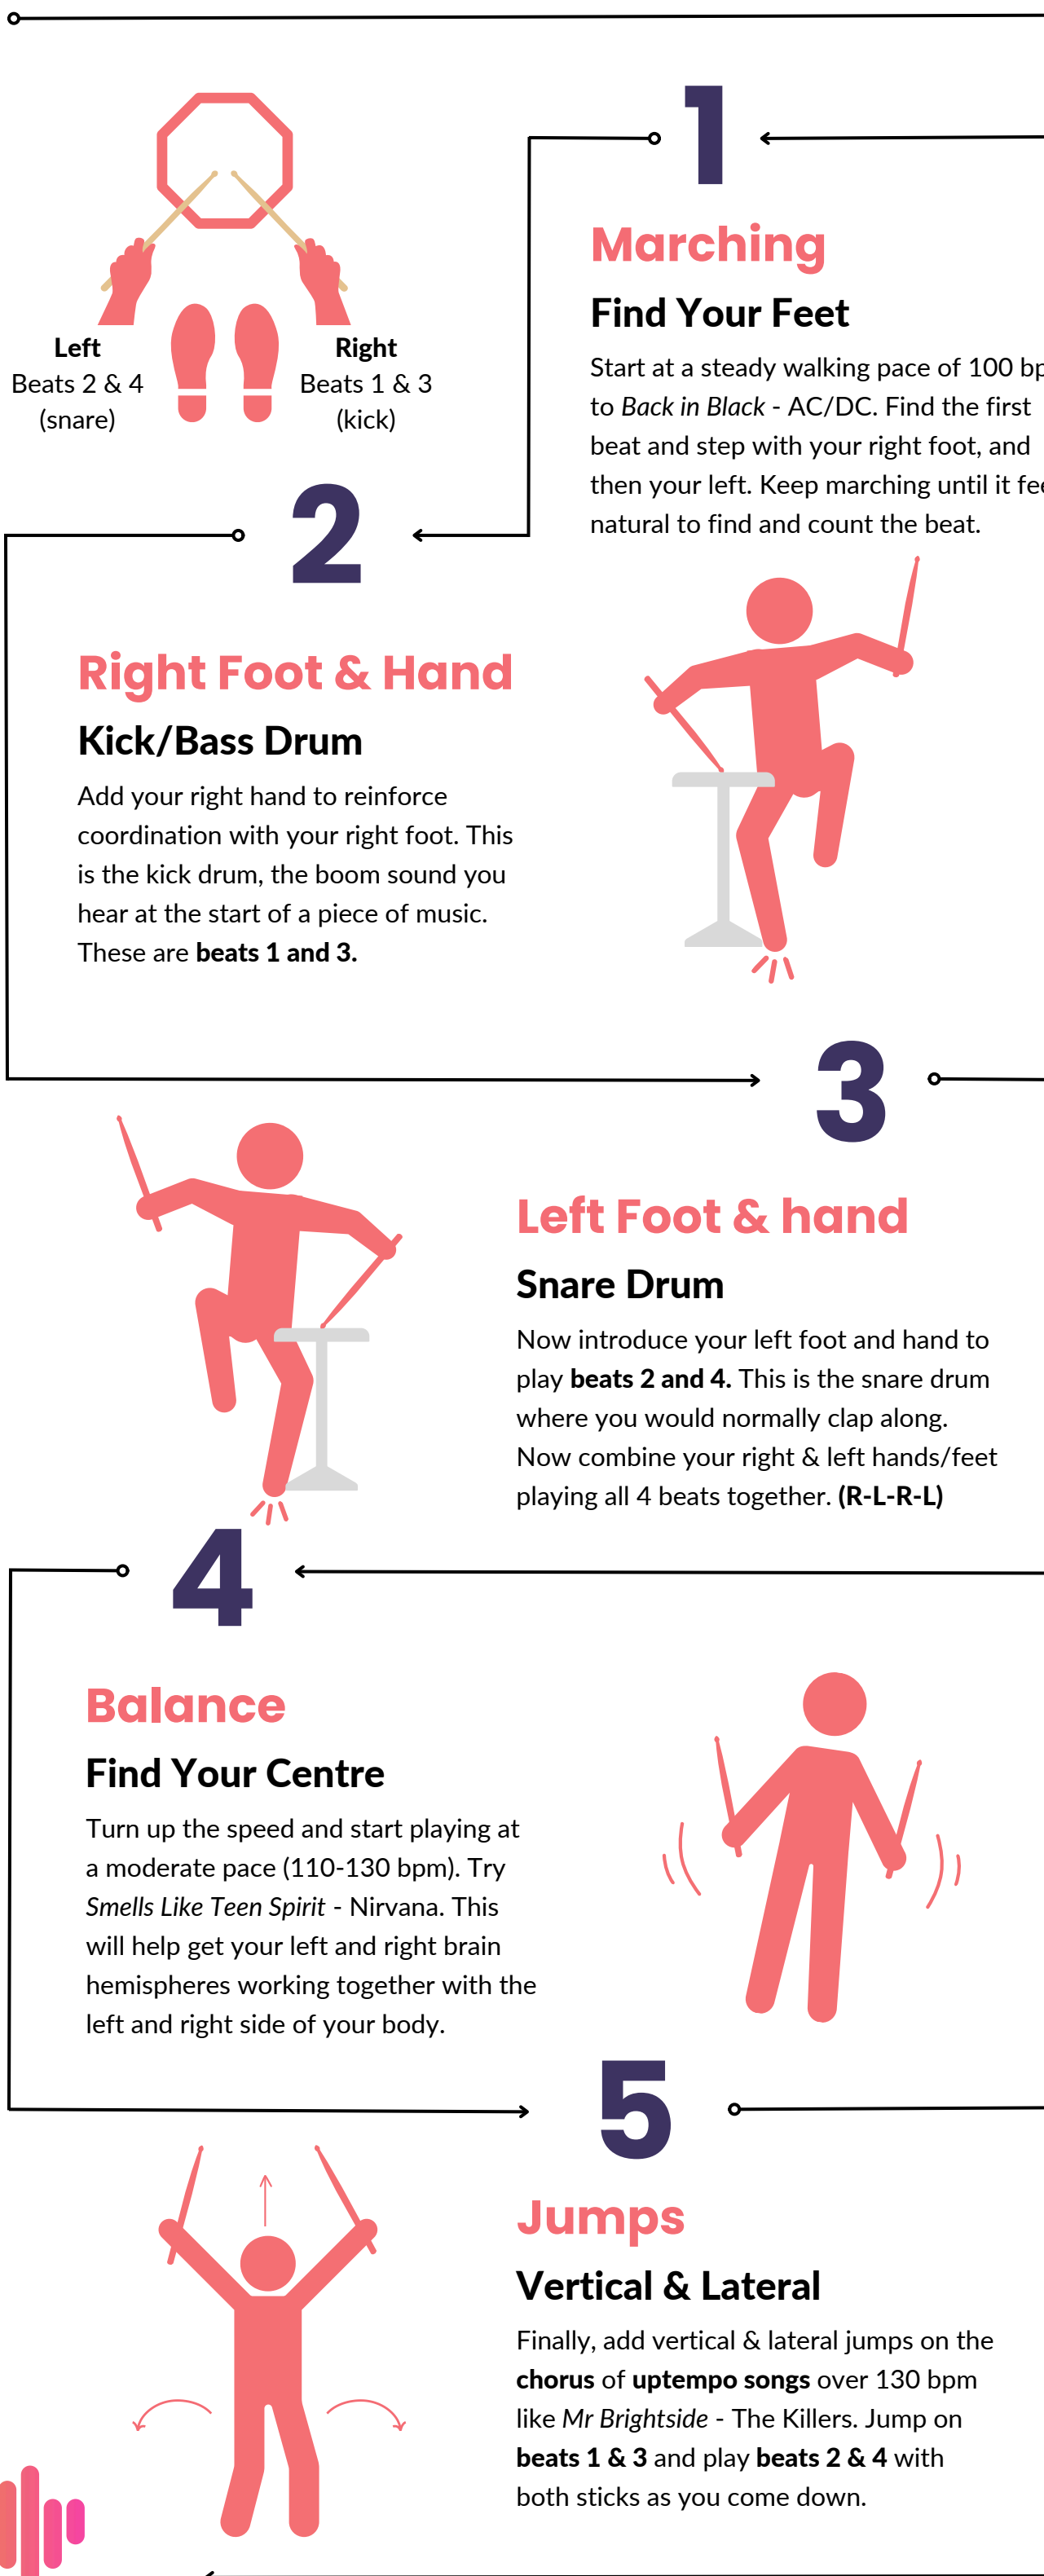 1
Marching
Find Your Feet
Start at a steady walking pace of 100
to Back in Black - AC/DC. Find the first
beat and step with your right foot, and
then your left. Keep marching until it
natural to find and count the beat.
Left
Beats 2 & 4
(snare)
Right
Beats 1 & 3
(kick)
2
Right Foot & Hand
Kick/Bass Drum
Add your right hand to reinforce
coordination with your right foot. This
is the kick drum, the boom sound you
hear at the start of a piece of music.
These are beats 1 and 3.
3
Left Foot & hand
Snare Drum
Now introduce your left foot and hand to
play beats 2 and 4. This is the snare drum
where you would normally clap along.
Now combine your right & left hands/feet
playing all 4 beats together. (R-L-R-L)
4
Balance
Find Your Centre
Turn up the speed and start playing at
a moderate pace (110-130 bpm). Try
Smells Like Teen Spirit - Nirvana. This
will help get your left and right brain
hemispheres working together with the
left and right side of your body.
5
Jumps
Vertical & Lateral
Finally, add vertical & lateral jumps on the
chorus of uptempo songs over 130 bpm
like Mr Brightside - The Killers. Jump on
beats 1 & 3 and play beats 2 & 4 with
both sticks as you come down.